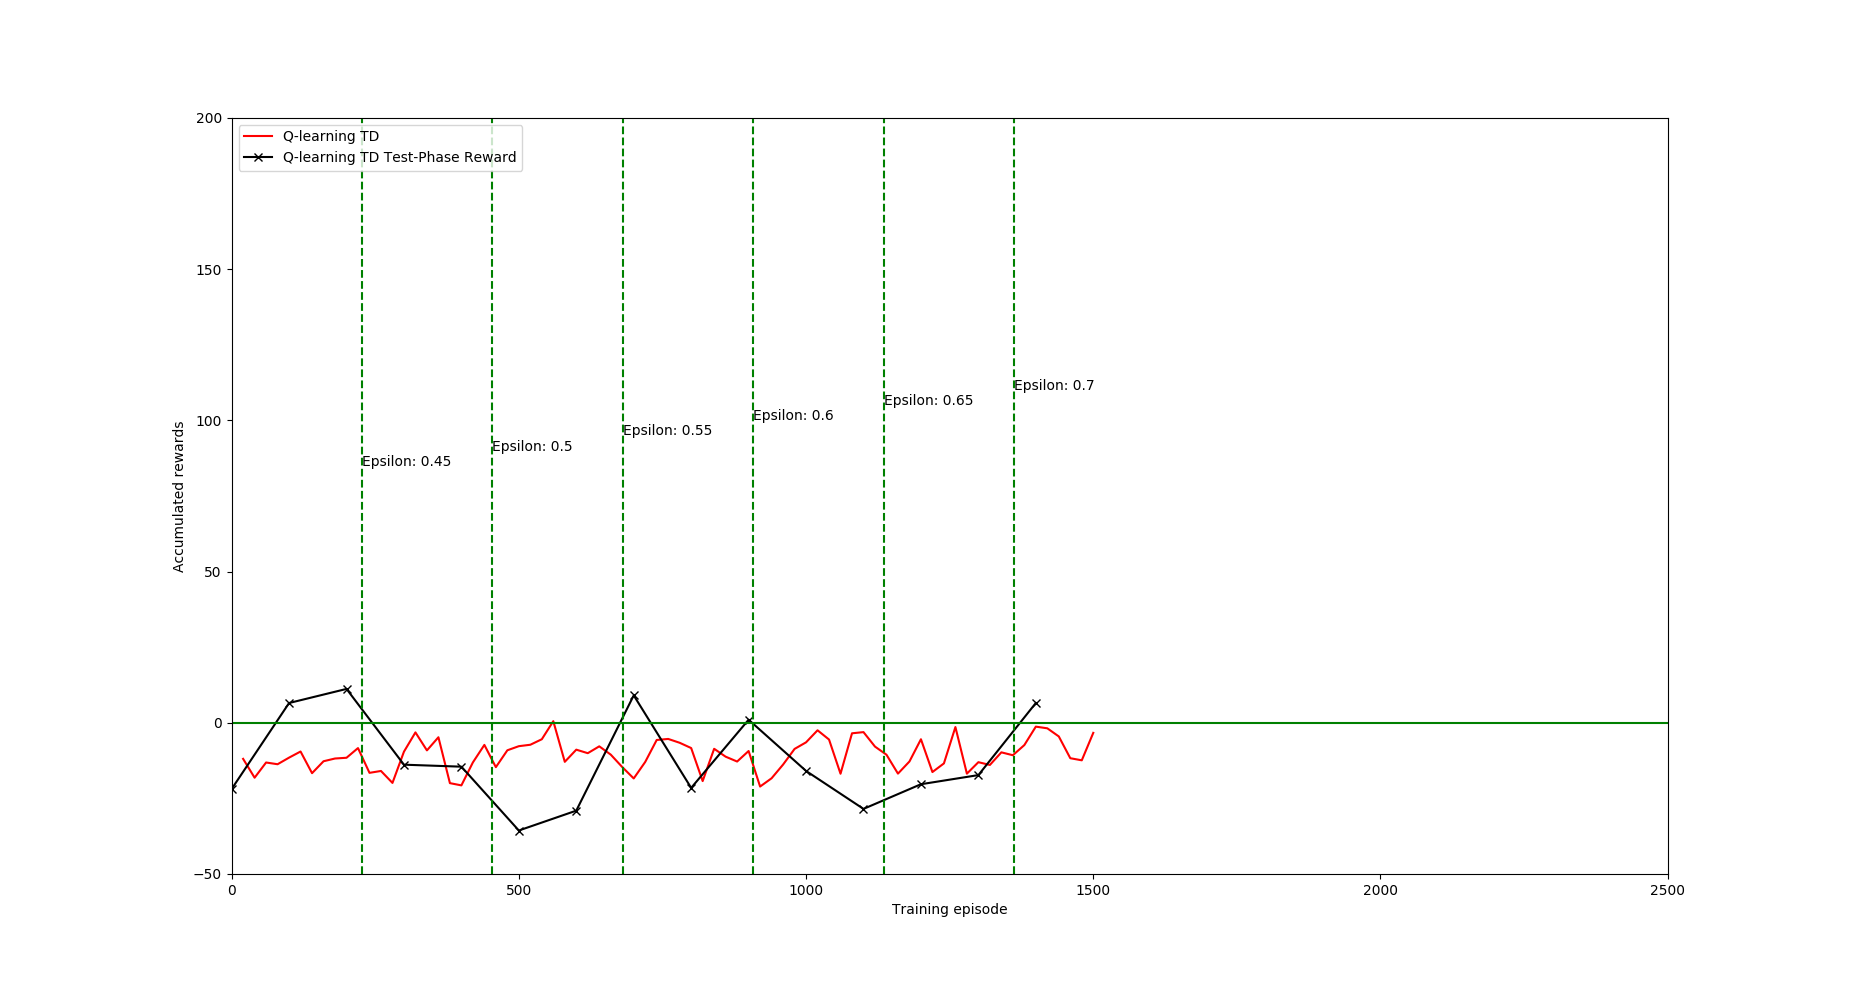 200
Q-learning TD
Q-learning TD Test-Phase Reward
150
100
50
0
−50
Accumulated rewards
Epsilon: 0.45
Epsilon: 0.5
Epsilon: 0.55
Epsilon: 0.6
Epsilon: 0.65
Epsilon: 0.7
0 500 1000 1500 2000 2500
Training episode